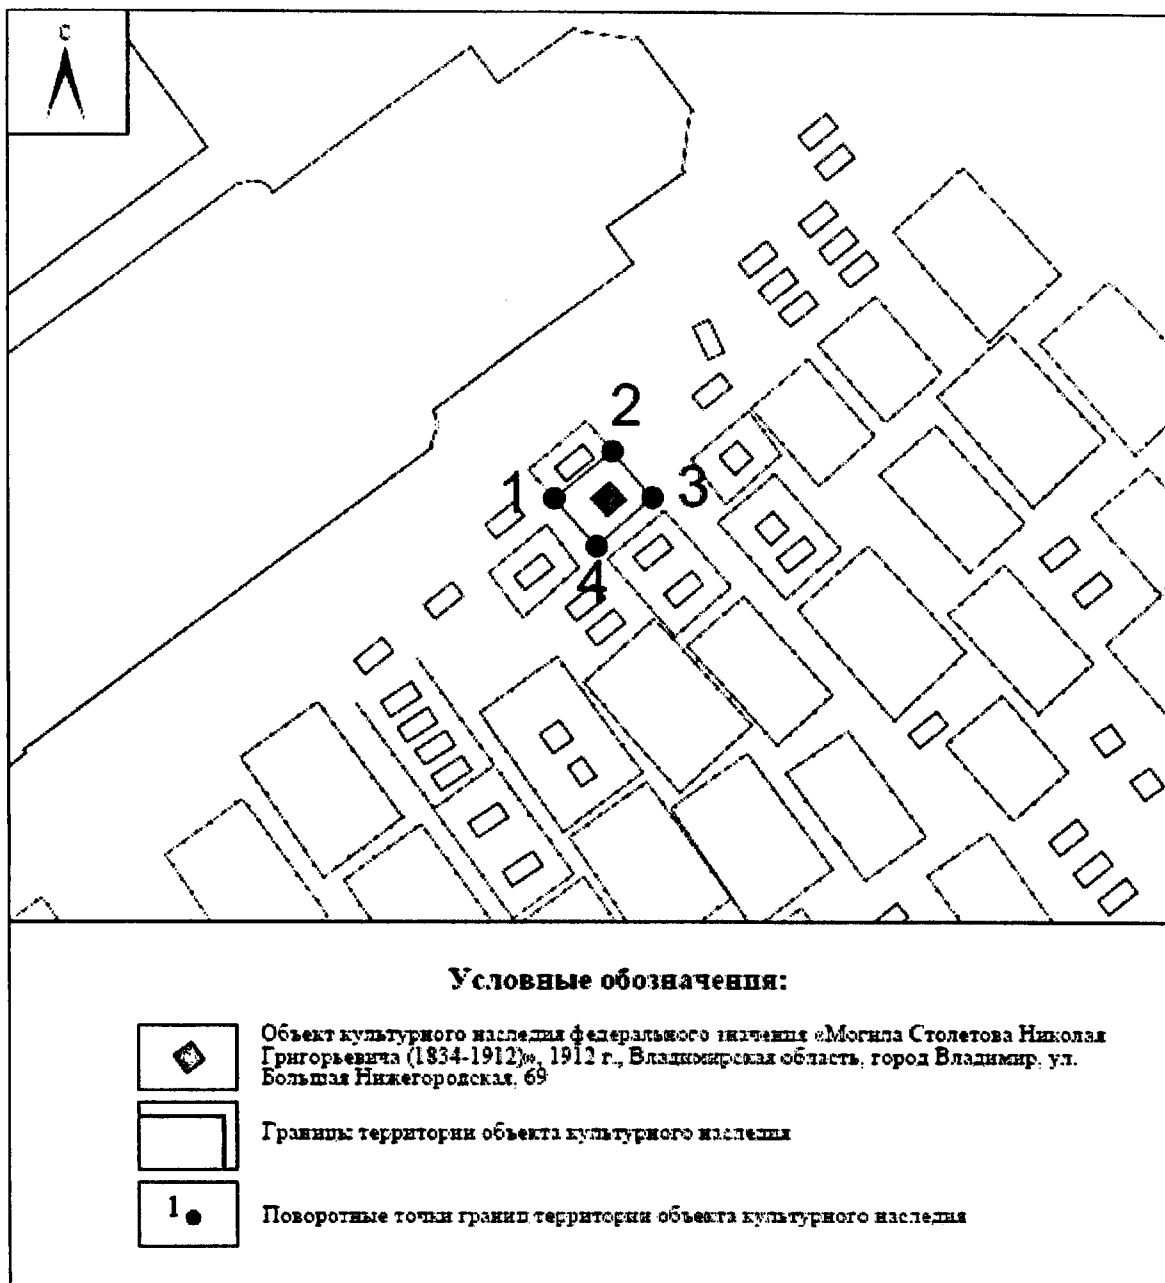 С
2
1
3
4
Условные обозначения:
Объект культурного наследия федерального значения «Могила Столетова Николая
Григорьевича (1834-1912)», 1912 г., Владимирская область, город Владимир, ул.
Большая Нижегородская, 69
Границы территории объекта культурного наследия
1
Поворотные точки границ территории объекта культурного наследия